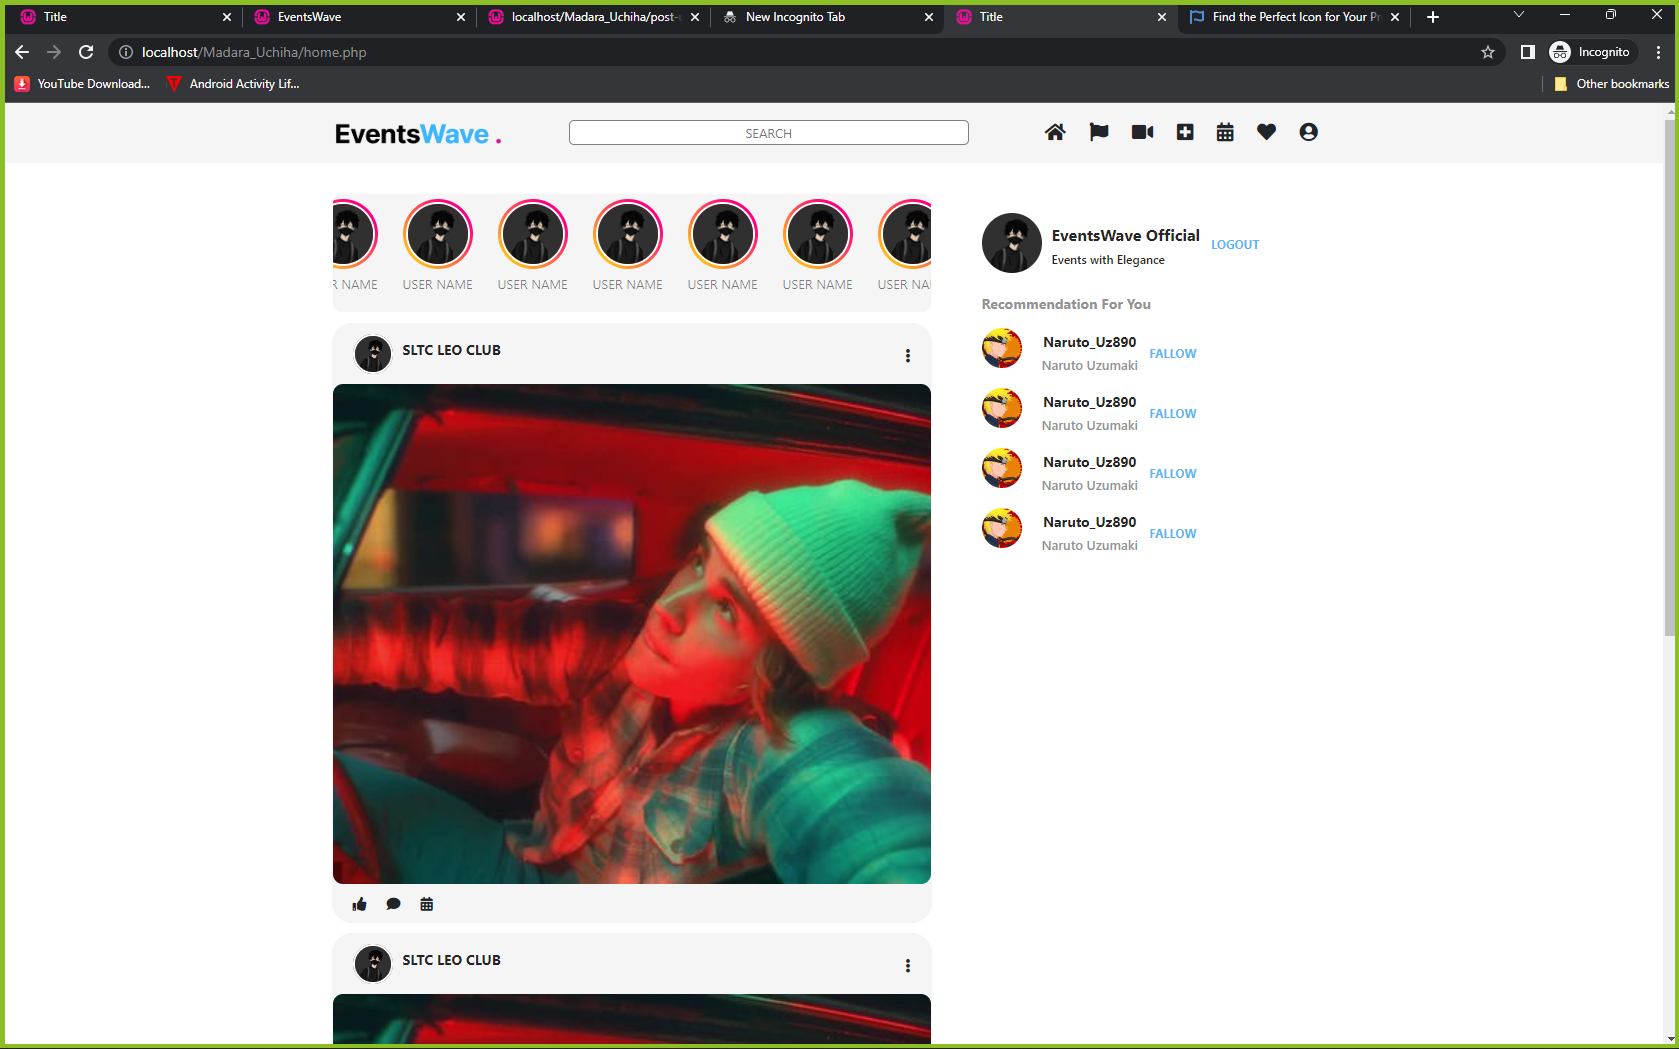 Title
EventsWave
localhost/Madara_Uchiha/post-
New Incognito Tab
Title
Find the Perfect Icon for Your Pr
localhost/Madara_Uchiha/home.php
Incognito
YouTube Download...
Android Activity Lif...
Other bookmarks
EventsWave .
SEARCH
R NAME
USER NAME
USER NAME
USER NAME
USER NAME
USER NAME
USER NA
EventsWave Official
LOGOUT
Events with Elegance
Recommendation For You
SLTC LEO CLUB
Naruto_Uz890
FALLOW
Naruto Uzumaki
Naruto_Uz890
FALLOW
Naruto Uzumaki
Naruto_Uz890
FALLOW
Naruto Uzumaki
Naruto_Uz890
FALLOW
Naruto Uzumaki
SLTC LEO CLUB